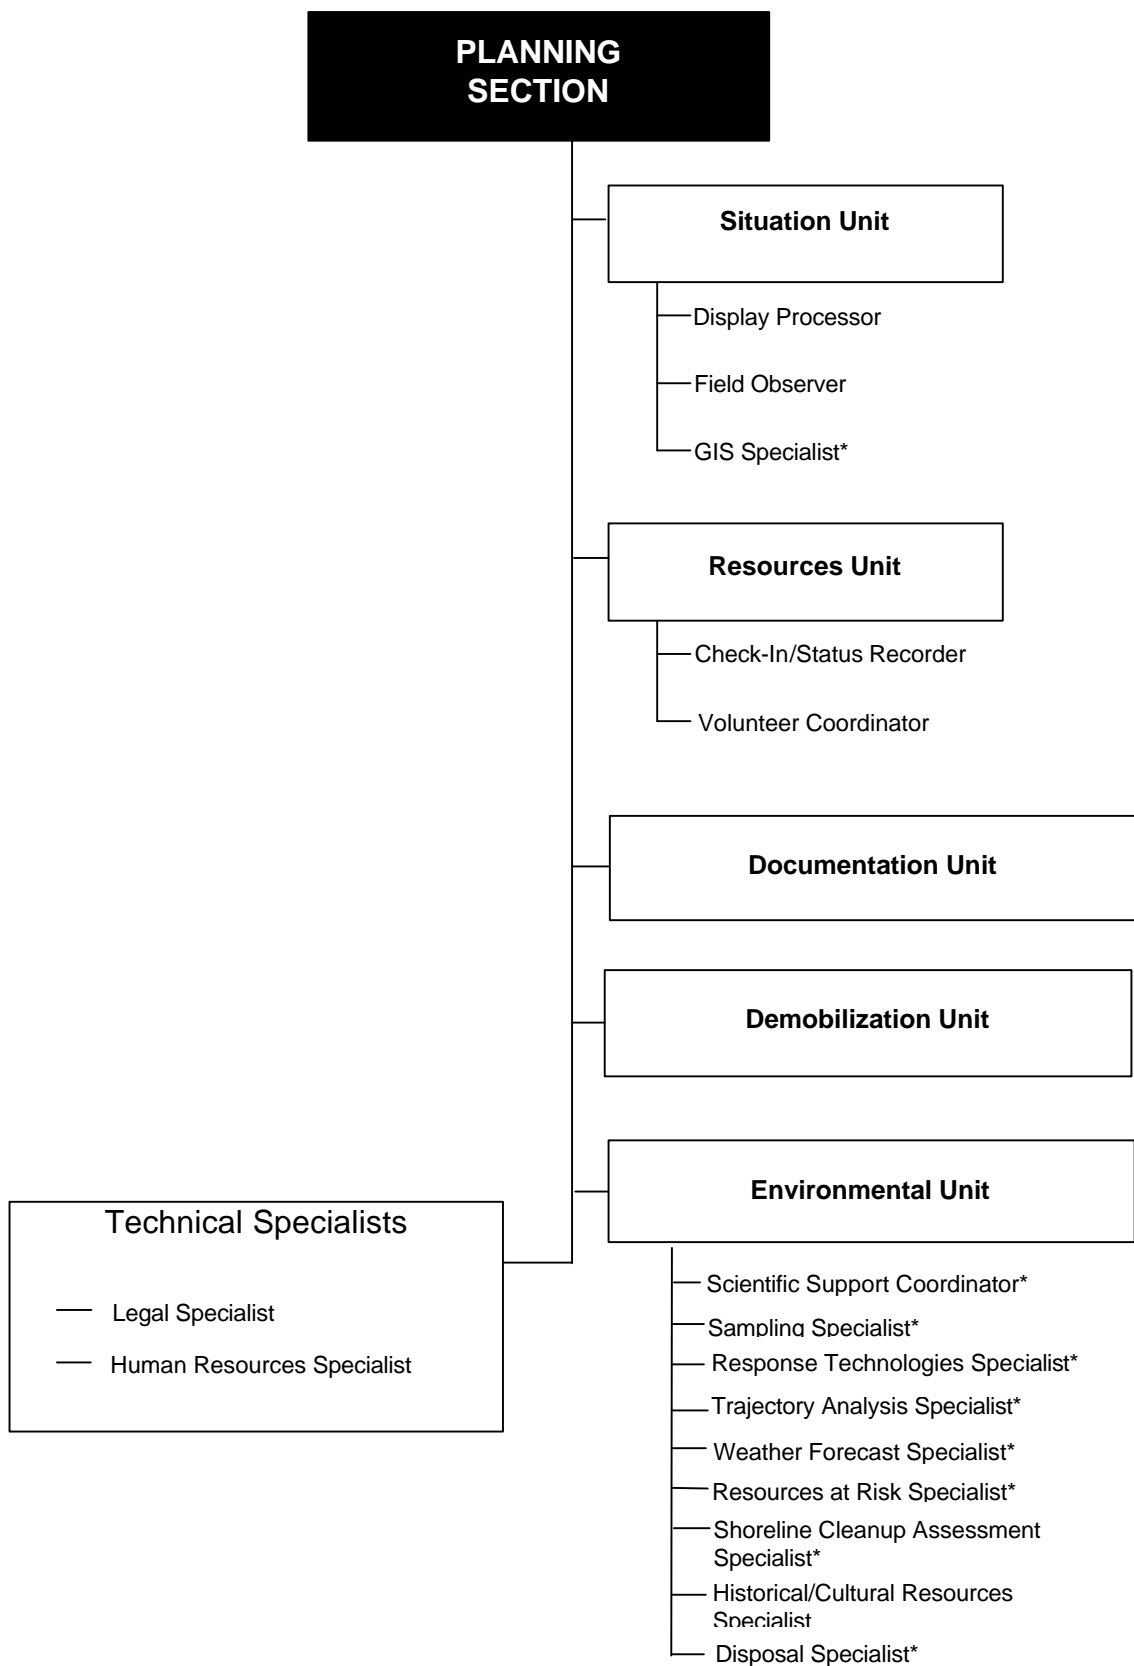 PLANNING
SECTION
Situation Unit
Display Processor
Field Observer
GIS Specialist*
Resources Unit
Check-In/Status Recorder
Volunteer Coordinator
Documentation Unit
Demobilization Unit
Environmental Unit
Technical Specialists
Legal Specialist
Human Resources Specialist
Scientific Support Coordinator*
Sampling Specialist*
Response Technologies Specialist*
Trajectory Analysis Specialist*
Weather Forecast Specialist*
Resources at Risk Specialist*
Shoreline Cleanup Assessment
Specialist*
Historical/Cultural Resources
Specialist
Disposal Specialist*